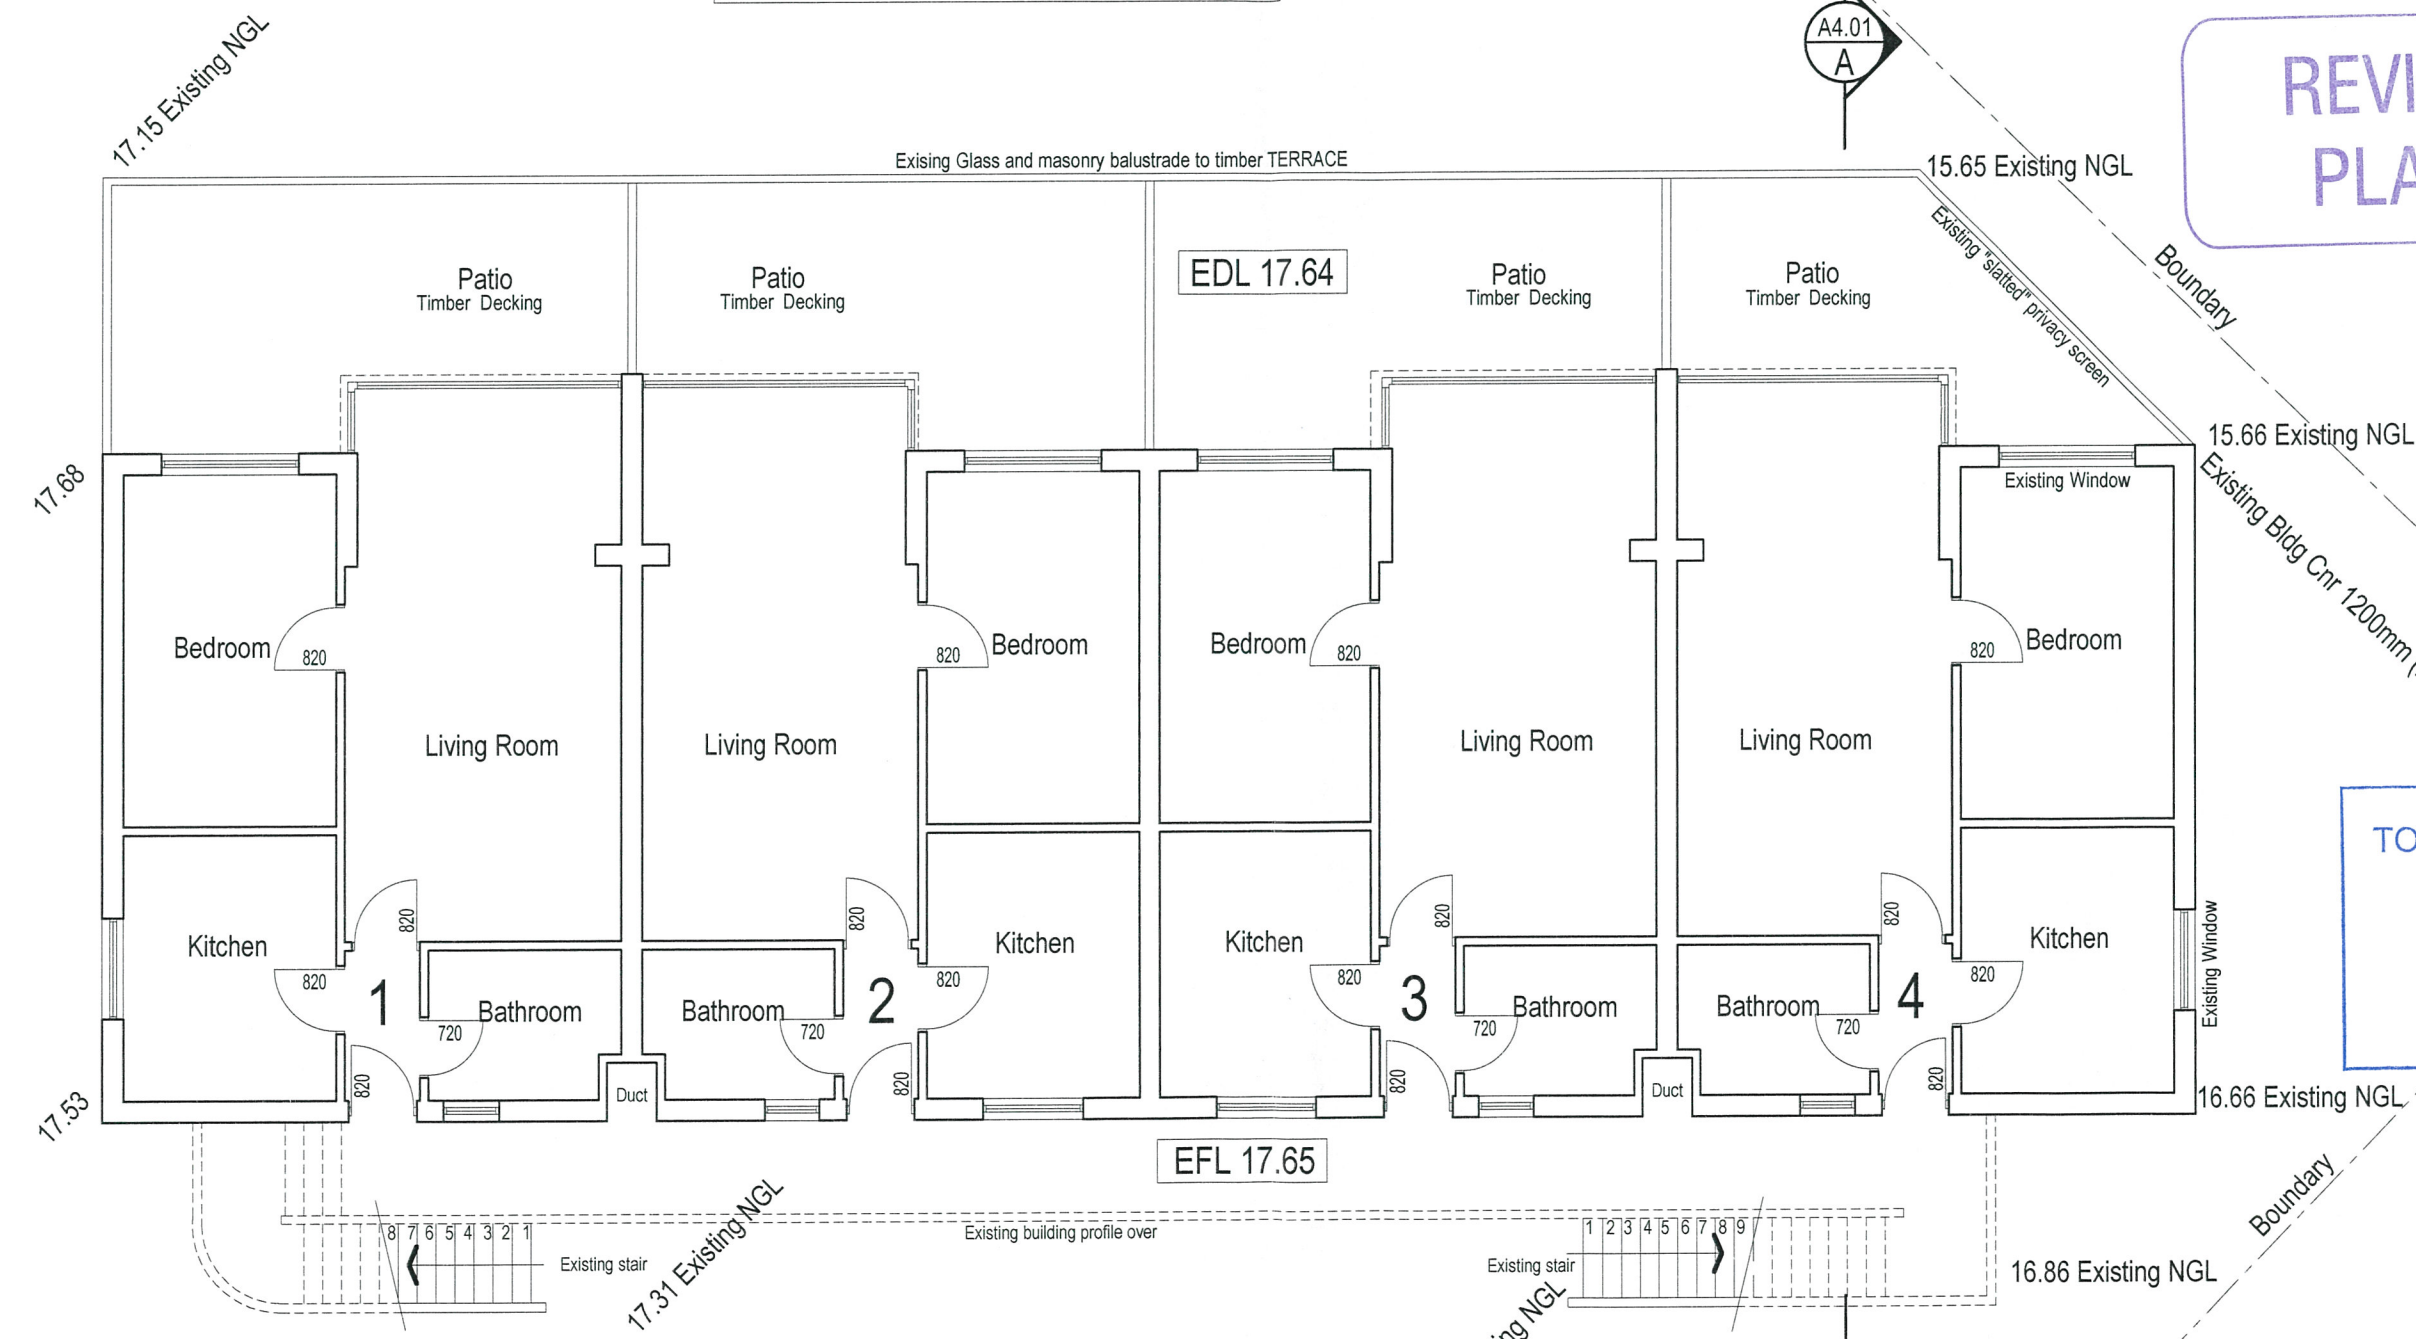 A4.01
A
REVI
PLA
17.15 Existing NGL
Exising Glass and masonry balustrade to timber TERRACE
15.65 Existing NGL
Existing "slatted" privacy screen
Boundary
EDL 17.64
Patio
Timber Decking
Patio
Timber Decking
Patio
Timber Decking
Patio
Timber Decking
15.66 Existing NGL
17.68
Existing Window
Existing Bldg Cnr 1200mm
Bedroom
820
820
Bedroom
Bedroom
820
820
Bedroom
Living Room
Living Room
Living Room
Living Room
TO
820
820
820
820
Kitchen
Kitchen
Kitchen
Kitchen
Existing Window
820
820
820
820
1
2
3
4
Bathroom
Bathroom
Bathroom
Bathroom
720
720
720
720
820
820
820
820
Duct
Duct
17.53
16.66 Existing NGL
EFL 17.65
Boundary
17.31 Existing NGL
Existing building profile over
8 7 6 5 4 3 2 1
1 2 3 4 5 6 7 8 9
Existing stair
Existing stair
16.86 Existing NGL
NGL